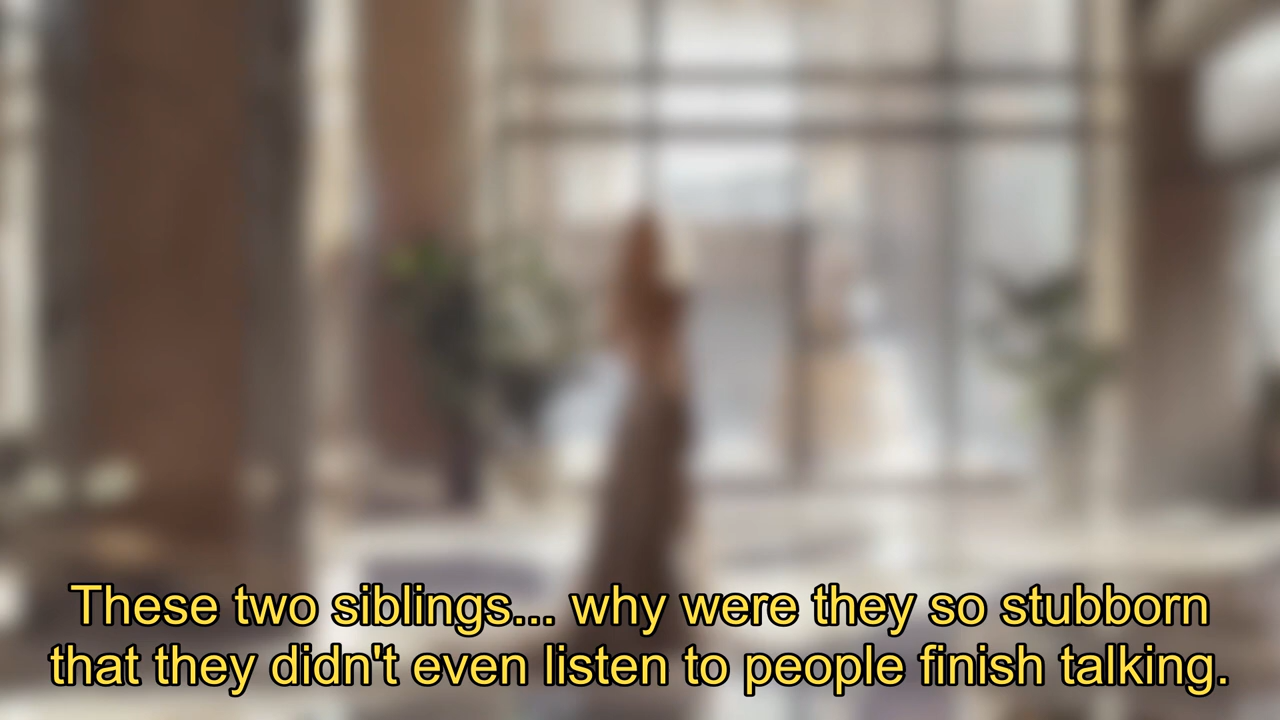 These two siblings... why were they so stubborn
that they didn't even listen to people finish talking.